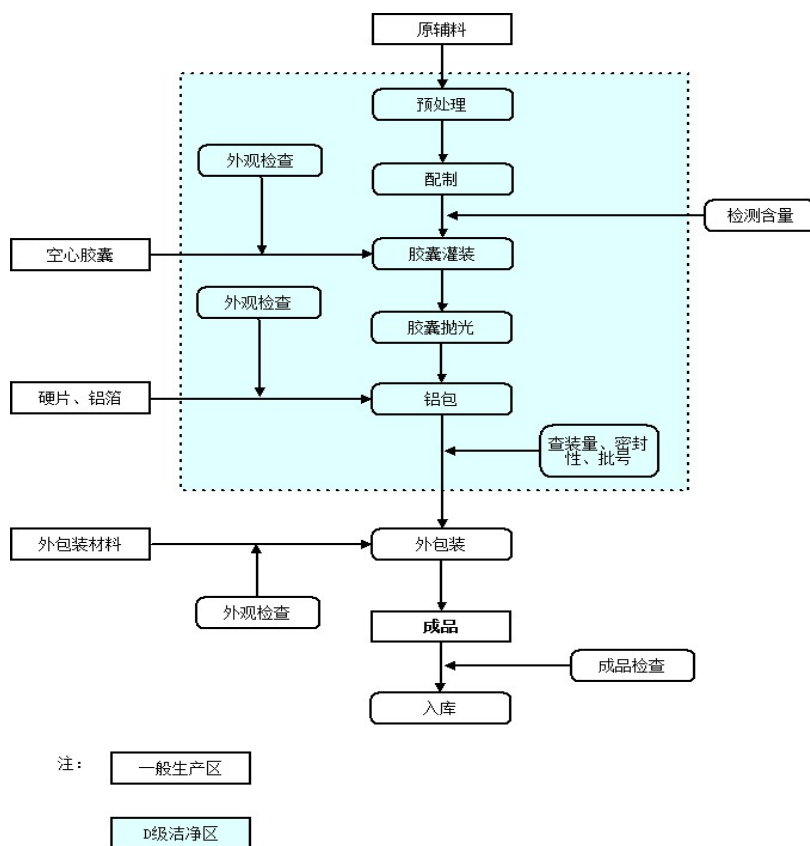 原辅料
预处理
外观检查
配制
检测含量
空心胶囊
胶囊灌装
外观检查
胶囊抛光
硬片、铝箔
铝包
查装量、密封
性、批号
外包装材料
外包装
外观检查
成品
成品检查
入库
注：
一般生产区
D级洁净区